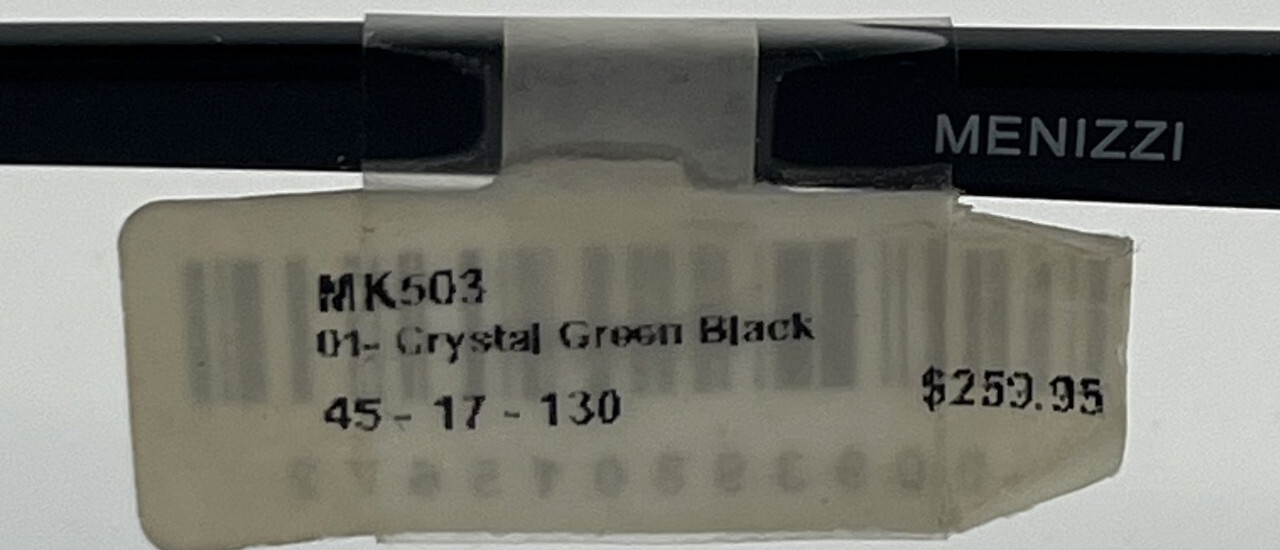 MENIZZI
MK503
01- Crystal Green Black
45 - 17 - 130
$259.95